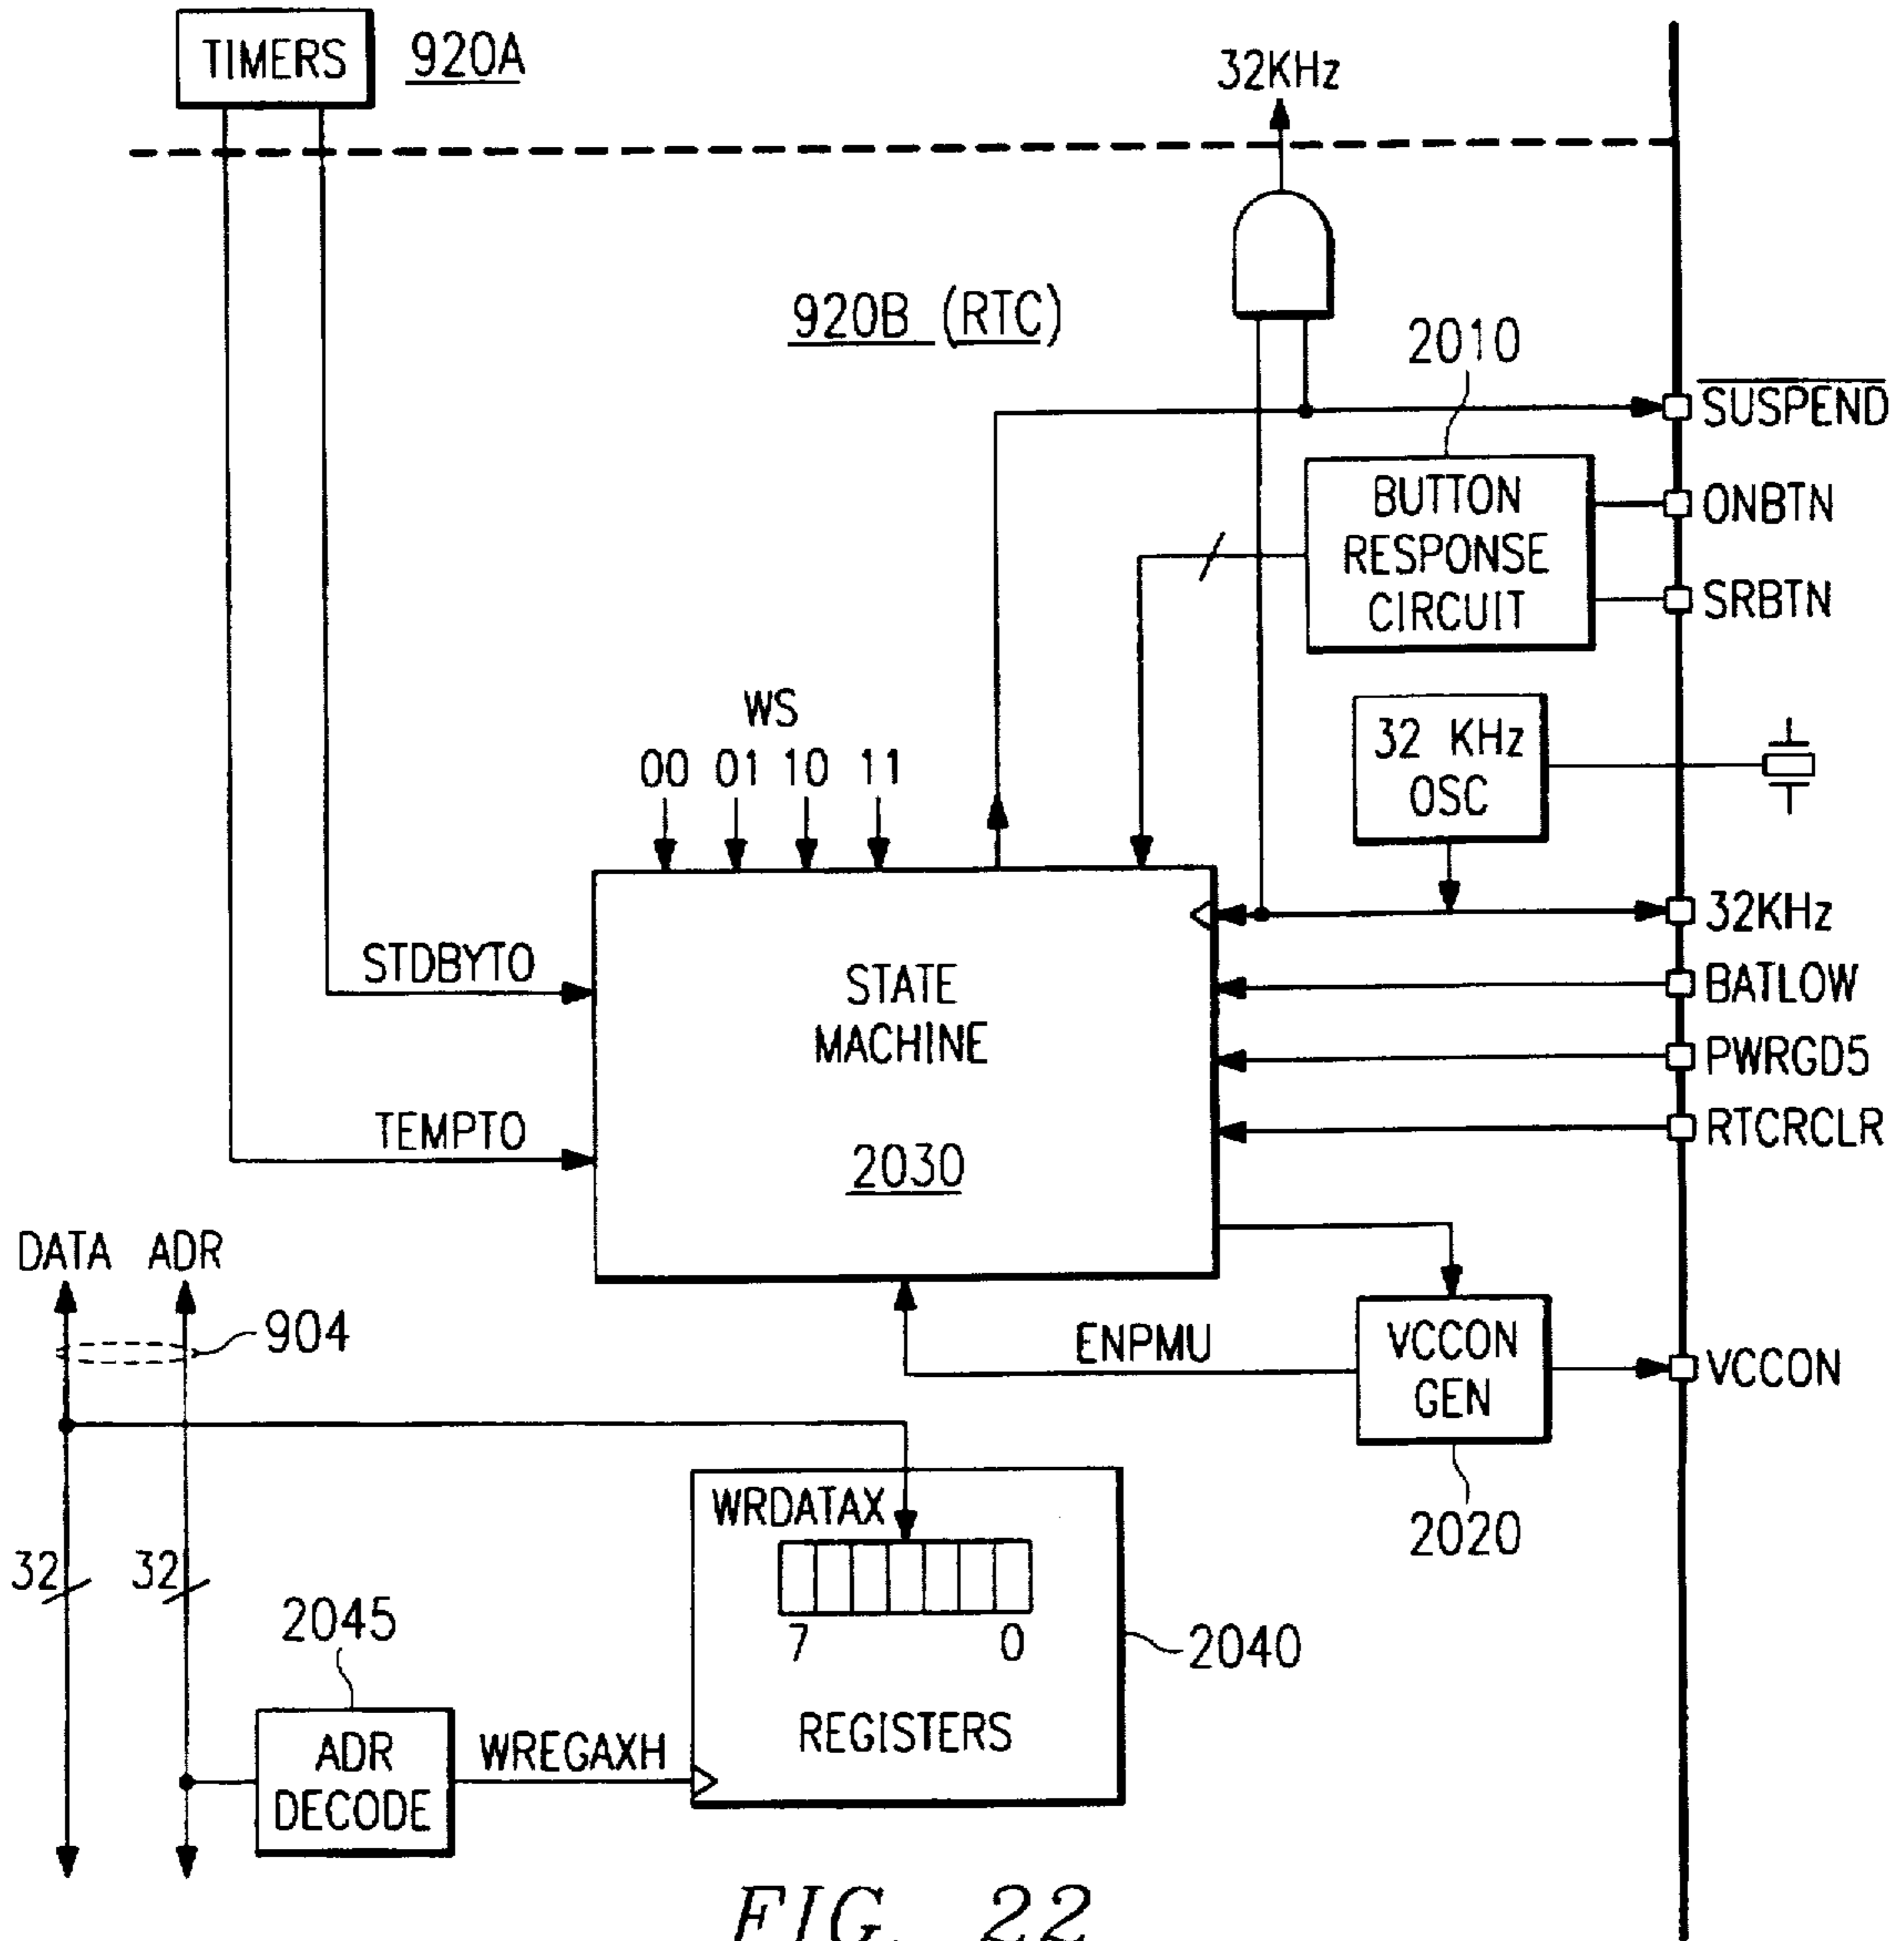 TIMERS
920A
32KHz
920B (RTC)
2010
SUSPEND
BUTTON
RESPONSE
CIRCUIT
ONBTN
SRBTN
WS
00 01 10 11
32 KHz
OSC
32KHz
STDBYTO
STATE
MACHINE
2030
BATLOW
PWRGD5
TEMPTO
RTCRCLR
DATA ADR
904
ENPMU
VCCON
GEN
VCCON
2020
WRDATAX
7 0
REGISTERS
2040
32 32
2045
ADR
DECODE
WREGAXH
FIG. 22